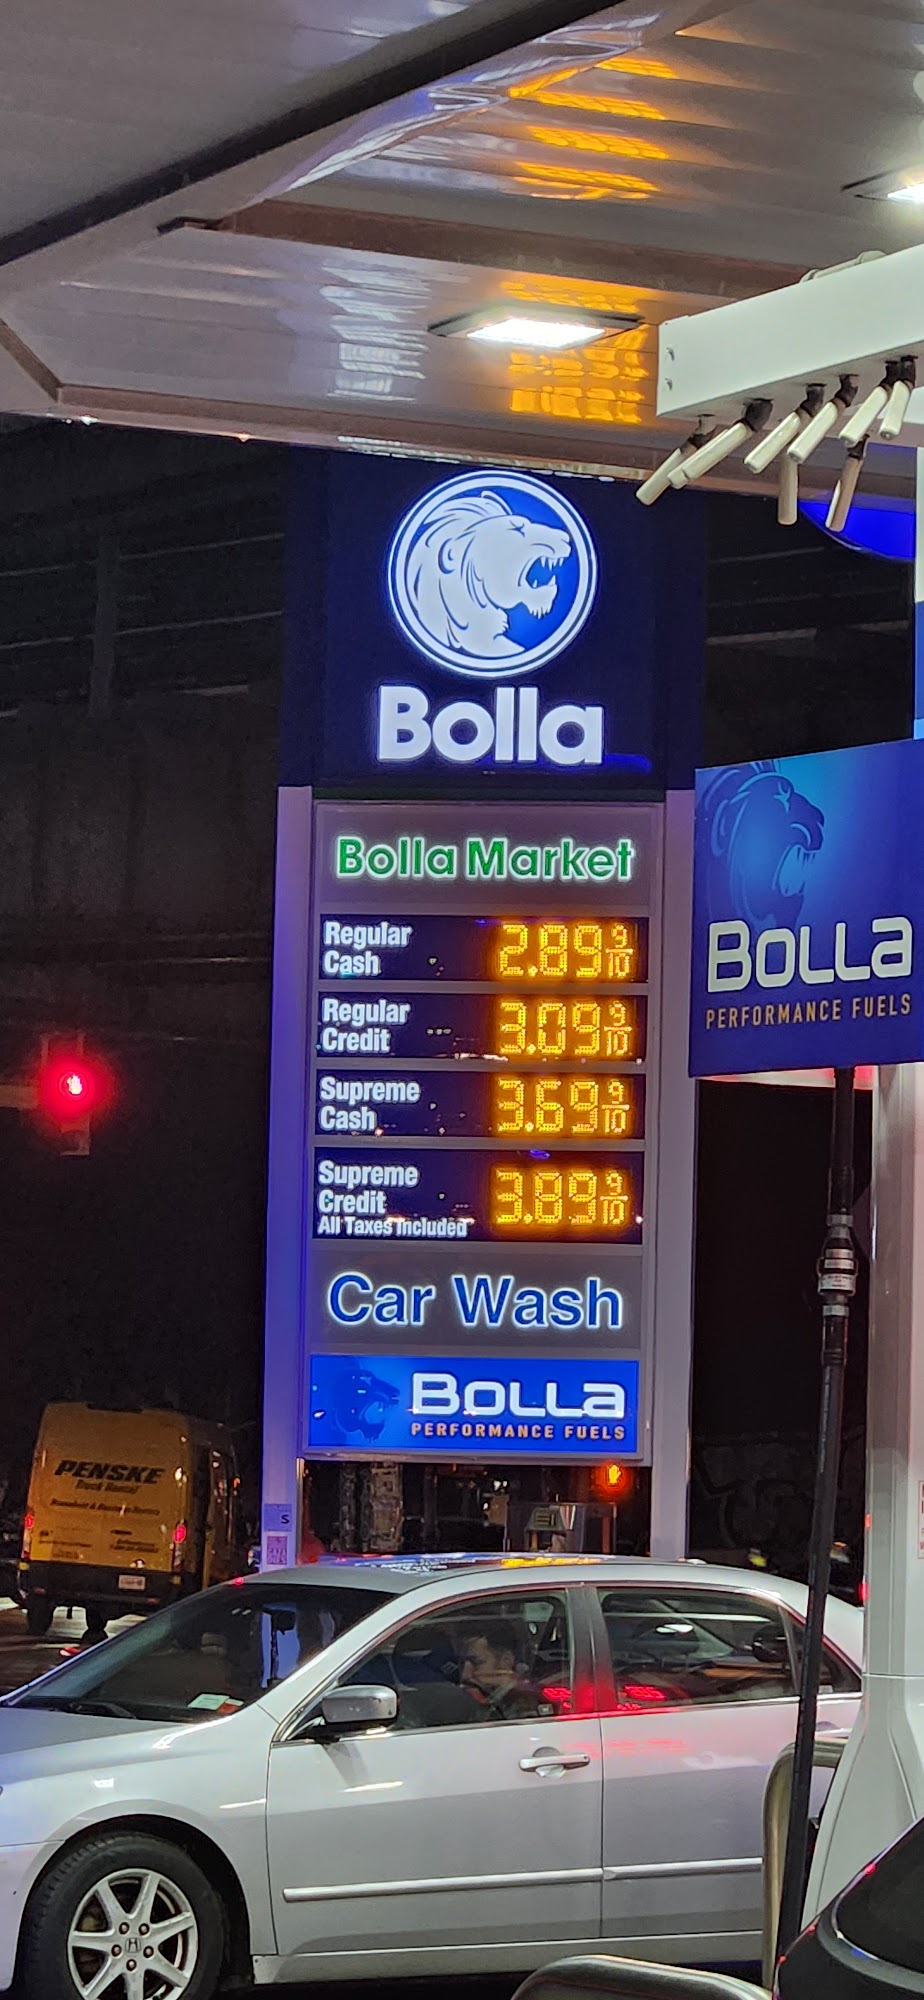 Bolla
Bolla Market
Regular
Cash
2.89 9/10
Regular
Credit
3.09 9/10
Supreme
Cash
3.69 9/10
Supreme
Credit
All Taxes Included
3.89 9/10
Car Wash
BOLLA
PERFORMANCE FUELS
BOLLA
PERFORMANCE FUELS
PENSKE
Truck Rental
S